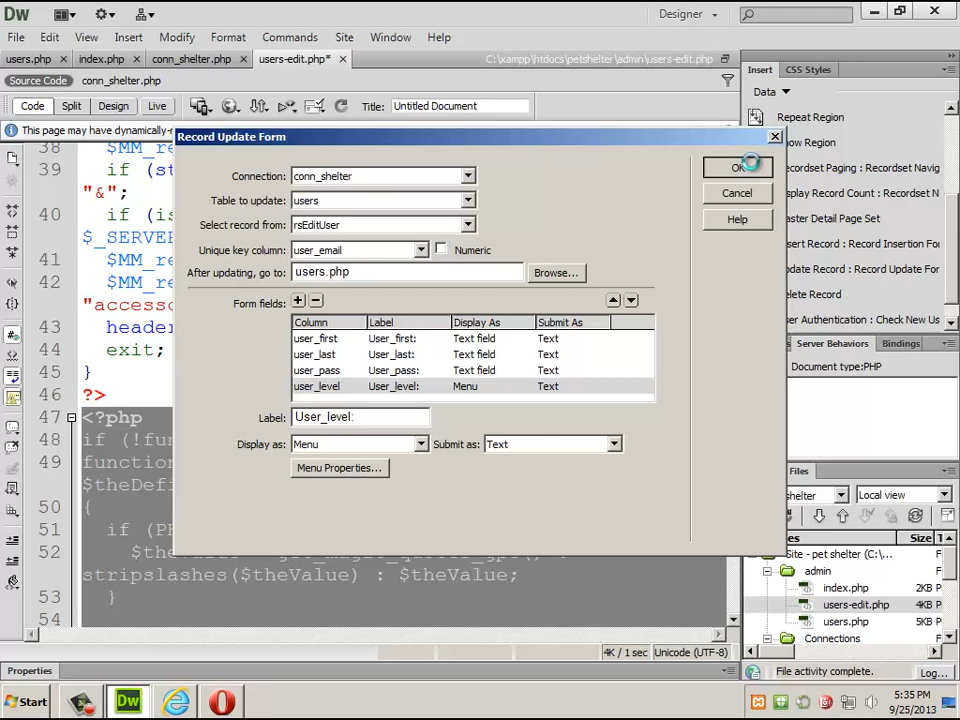 Dw
Designer
File Edit View Insert Modify Format Commands Site Window Help
users.php index.php conn_shelter.php users-edit.php* C:\xampp\htdocs\petshelter\admin\users-edit.php
Source Code conn_shelter.php
Code Split Design Live Title: Untitled Document
This page may have dynamically-
Insert CSS Styles
Data
Repeat Region
Show Region
Recordset Paging : Recordset Navig
Display Record Count : Recordset N
aster Detail Page Set
Insert Record : Record Insertion For
Update Record : Record Update Form
Delete Record
User Authentication : Check New Us
Server Behaviors Bindings
Document type:PHP
Files
shelter Local view
Size
Site - pet shelter (C:\...
admin
index.php 2KB P
users-edit.php 4KB P
users.php 5KB P
Connections
File activity complete. Log...
Record Update Form
Connection: conn_shelter
Table to update: users
Select record from: rsEditUser
Unique key column: user_email Numeric
After updating, go to: users.php Browse...
Form fields:
Column Label Display As Submit As
user_first User_first: Text field Text
user_last User_last: Text field Text
user_pass User_pass: Text field Text
user_level User_level: Menu Text
Label: User_level:
Display as: Menu Submit as: Text
Menu Properties...
OK
Cancel
Help
38 $MM_re
39 if (st
"&";
40 if (is
$_SERVER
41 $MM_re
42 $MM_re
"accesso
43 header
44 exit;
45 }
46 ?>
47 <?php
48 if (!fun
49 function
$theDefi
50 {
51 if (PH
52
stripslashes($theValue) : $theValue;
53 }
54
4K / 1 sec Unicode (UTF-8)
Properties
Start
5:35 PM
9/25/2013